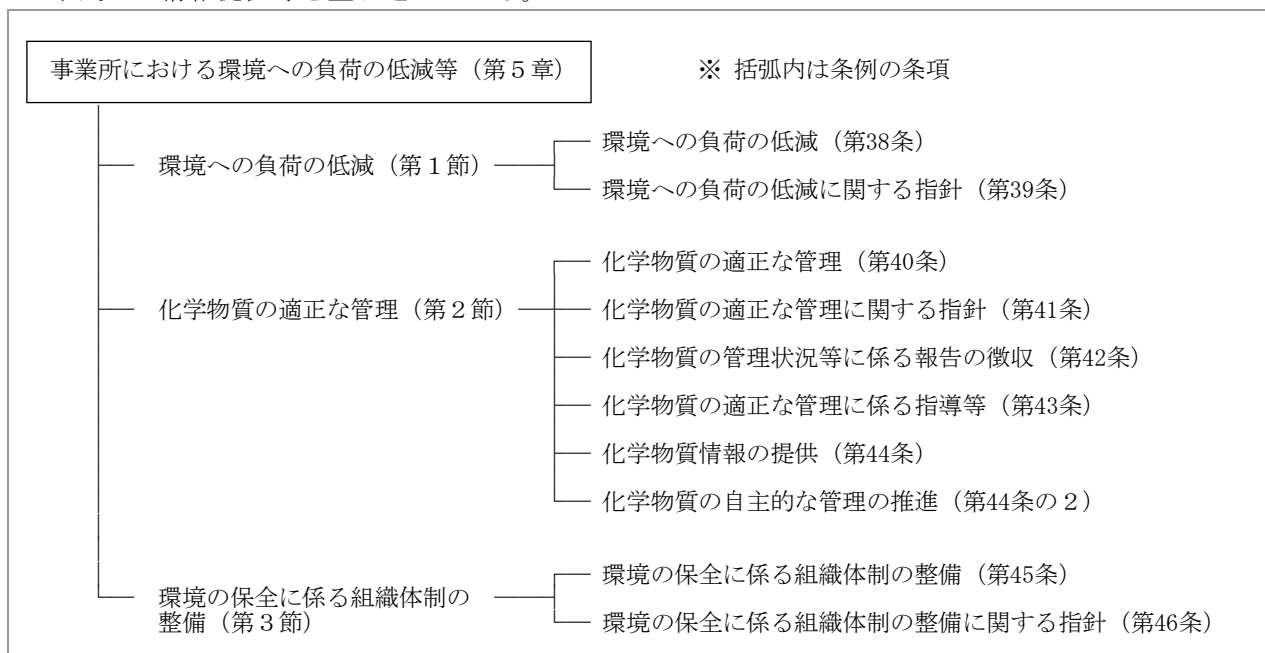 事業所における環境への負荷の低減等（第５章）
※ 括弧内は条例の条項
環境への負荷の低減（第１節）
環境への負荷の低減（第38条）
環境への負荷の低減に関する指針（第39条）
化学物質の適正な管理（第２節）
化学物質の適正な管理（第40条）
化学物質の適正な管理に関する指針（第41条）
化学物質の管理状況等に係る報告の徴収（第42条）
化学物質の適正な管理に係る指導等（第43条）
化学物質情報の提供（第44条）
化学物質の自主的な管理の推進（第44条の２）
環境の保全に係る組織体制の
整備（第３節）
環境の保全に係る組織体制の整備（第45条）
環境の保全に係る組織体制の整備に関する指針（第46条）